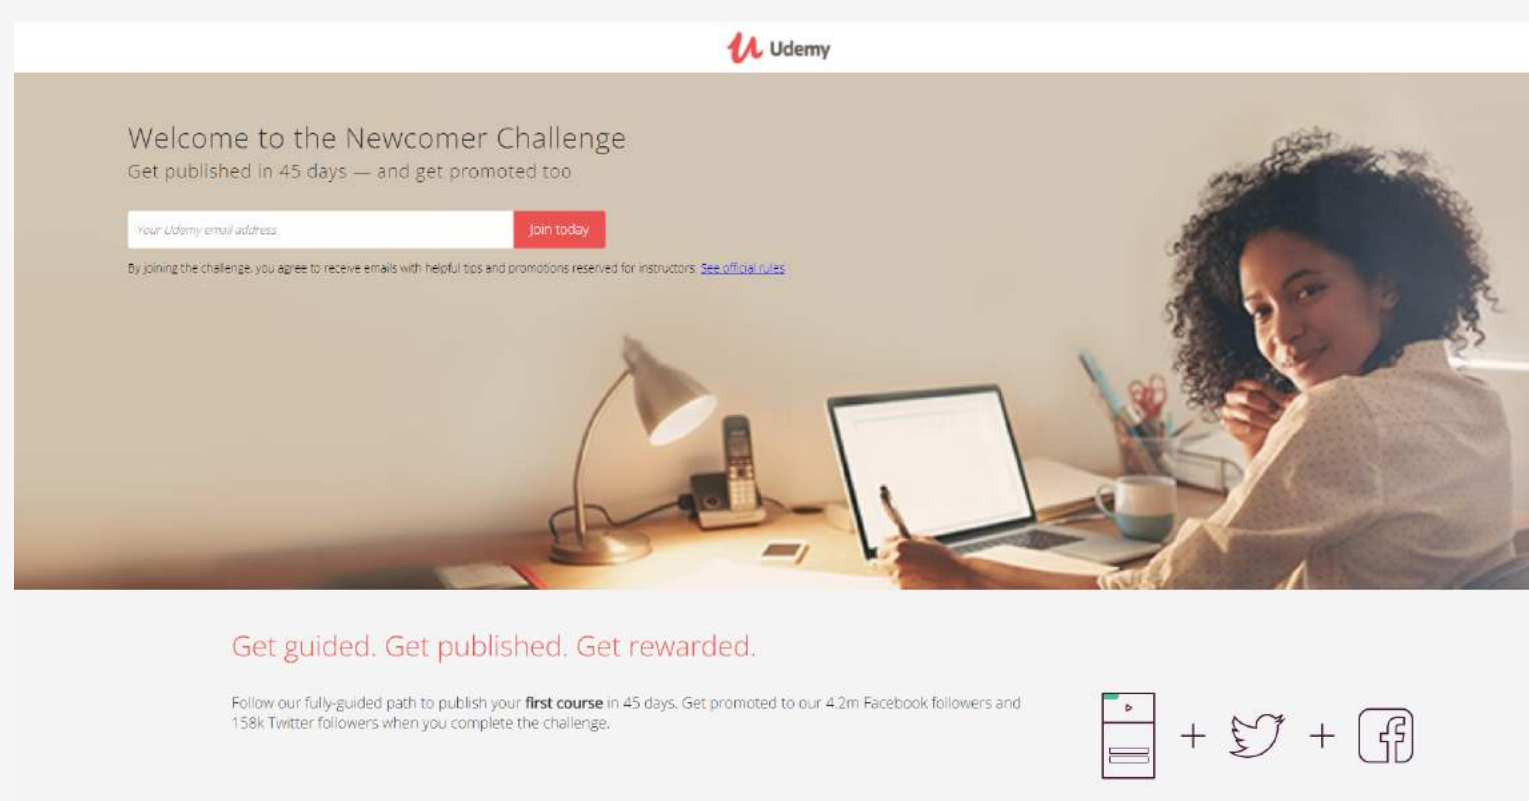 Udemy
Welcome to the Newcomer Challenge
Get published in 45 days — and get promoted too
Your Udemy email address
Join today
By joining the challenge, you agree to receive emails with helpful tips and promotions reserved for instructors. See official rules
Get guided. Get published. Get rewarded.
Follow our fully-guided path to publish your first course in 45 days. Get promoted to our 4.2m Facebook followers and
158k Twitter followers when you complete the challenge.